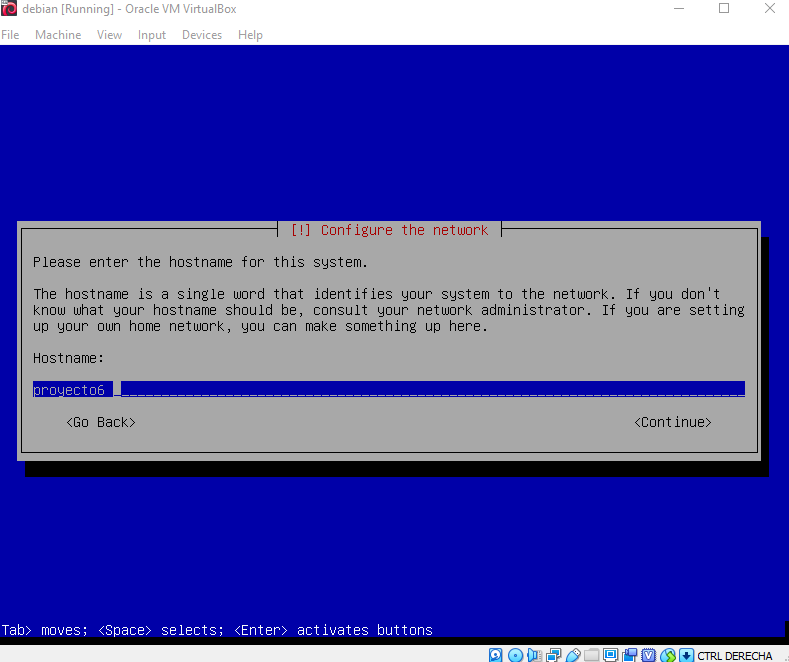 debian [Running] - Oracle VM VirtualBox
File Machine View Input Devices Help
[!] Configure the network
Please enter the hostname for this system.
The hostname is a single word that identifies your system to the network. If you don't
know what your hostname should be, consult your network administrator. If you are setting
up your own home network, you can make something up here.
Hostname:
proyecto6
<Go Back> <Continue>
Tab> moves; <Space> selects; <Enter> activates buttons
CTRL DERECHA